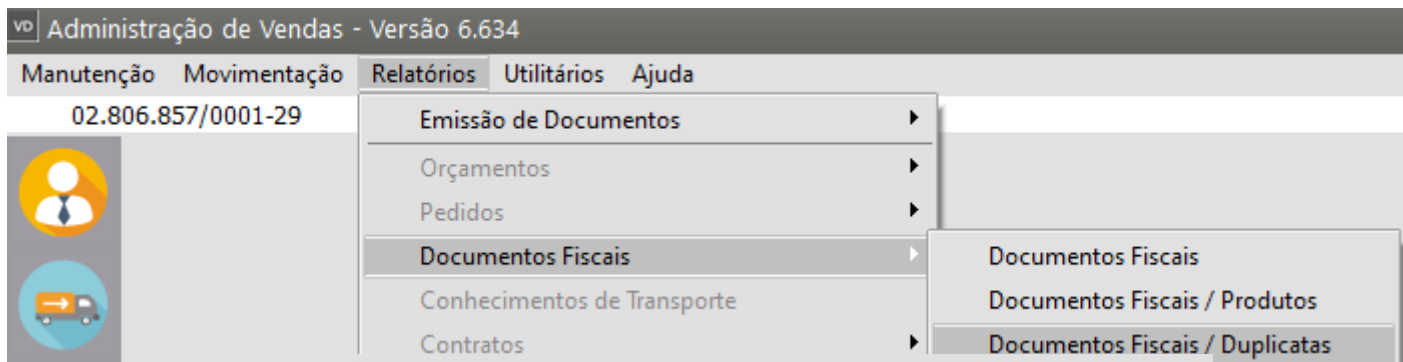 VD Administração de Vendas - Versão 6.634
Manutenção Movimentação Relatórios Utilitários Ajuda
02.806.857/0001-29
Emissão de Documentos
Orçamentos
Pedidos
Documentos Fiscais
Conhecimentos de Transporte
Contratos
Documentos Fiscais
Documentos Fiscais / Produtos
Documentos Fiscais / Duplicatas